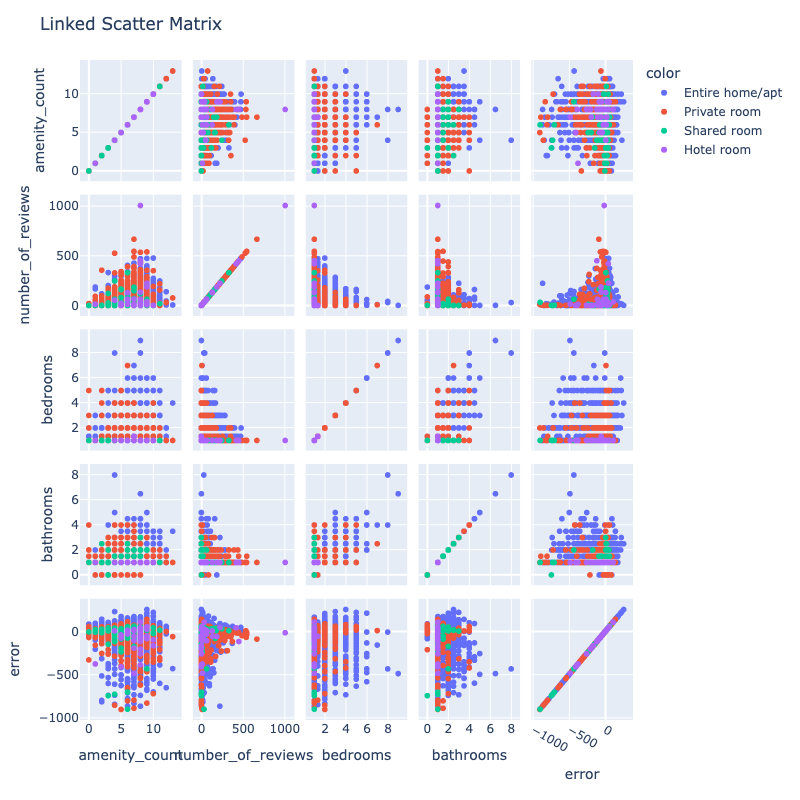 Linked Scatter Matrix
color
Entire home/apt
Private room
Shared room
Hotel room
amenity_count
10
5
0
number_of_reviews
1000
500
0
bedrooms
8
6
4
2
bathrooms
8
6
4
2
0
error
0
−500
−1000
0 5 10 0 500 1000 2 4 6 8 0 2 4 6 8 −1000 −500 0
amenity_count number_of_reviews bedrooms bathrooms error